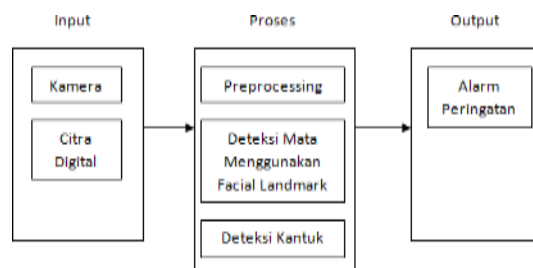 Input
Proses
Output
Kamera
Citra
Digital
Preprocessing
Deteksi Mata
Menggunakan
Facial Landmark
Deteksi Kantuk
Alarm
Peringatan